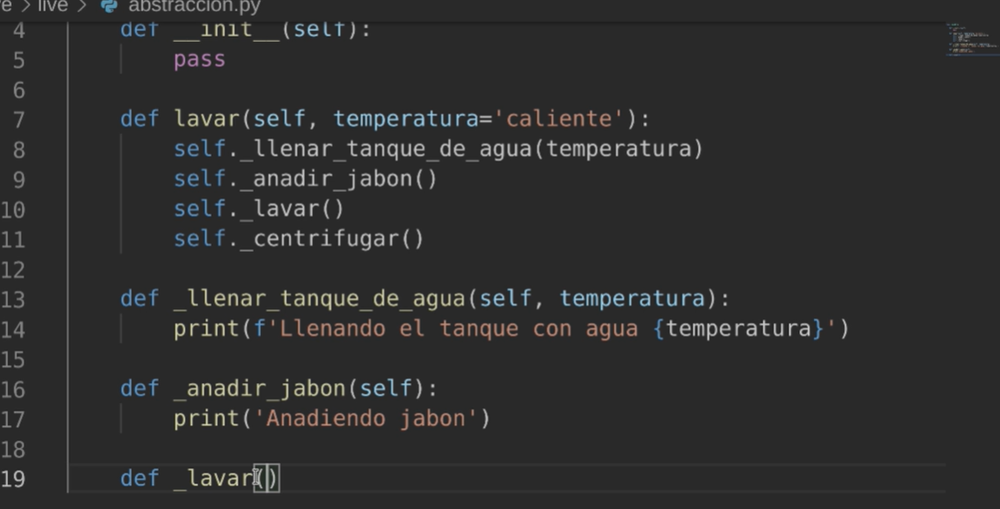 ve > live > abstraccion.py
4 def __init__(self):
5 pass
6
7 def lavar(self, temperatura='caliente'):
8 self._llenar_tanque_de_agua(temperatura)
9 self._anadir_jabon()
10 self._lavar()
11 self._centrifugar()
12
13 def _llenar_tanque_de_agua(self, temperatura):
14 print(f'Llenando el tanque con agua {temperatura}')
15
16 def _anadir_jabon(self):
17 print('Anadiendo jabon')
18
19 def _lavar()